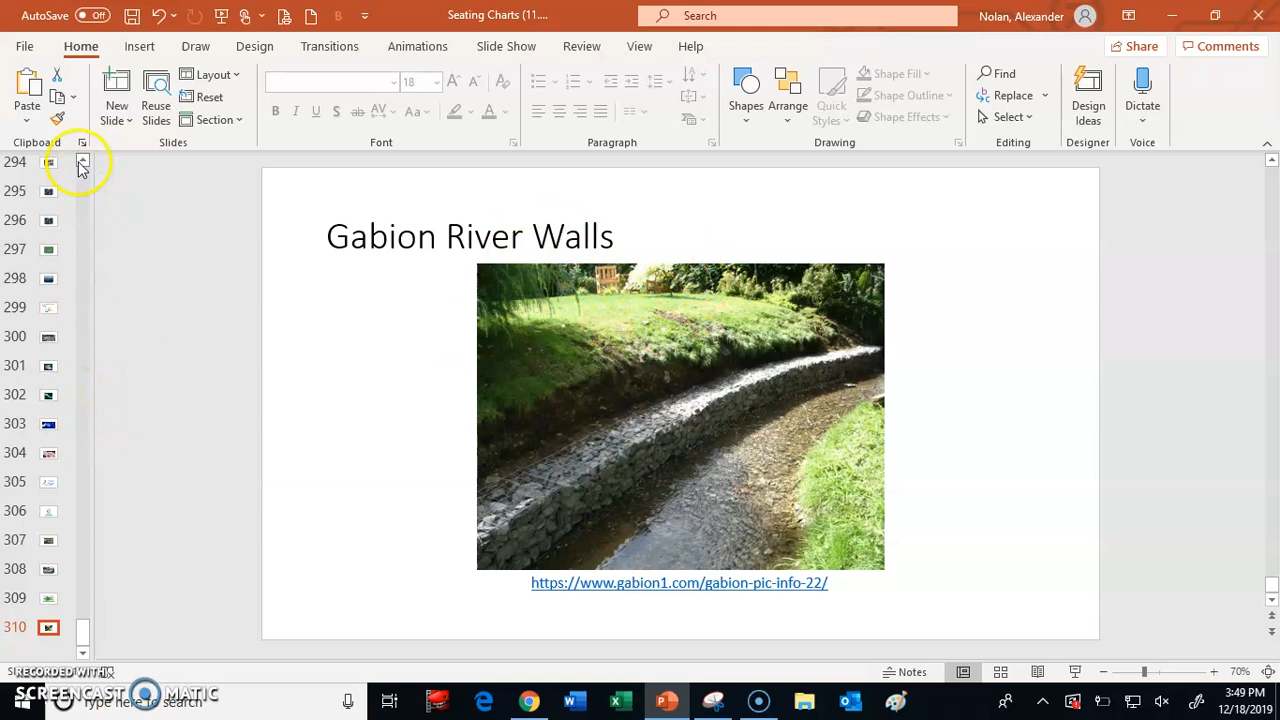 AutoSave Off Seating Charts (11.... Search Nolan, Alexander
File Home Insert Draw Design Transitions Animations Slide Show Review View Help Share Comments
Paste New Slide Reuse Slides Layout Reset Section 18 Shapes Arrange Quick Styles Shape Fill Shape Outline Shape Effects Find Replace Select Design Ideas Dictate
Clipboard Slides Font Paragraph Drawing Editing Designer Voice
294
295
296
297
298
299
300
301
302
303
304
305
306
307
308
309
310
Gabion River Walls
https://www.gabion1.com/gabion-pic-info-22/
Notes 70%
RECORDED WITH
SCREENCAST MATIC
Type here to search
3:49 PM
12/18/2019